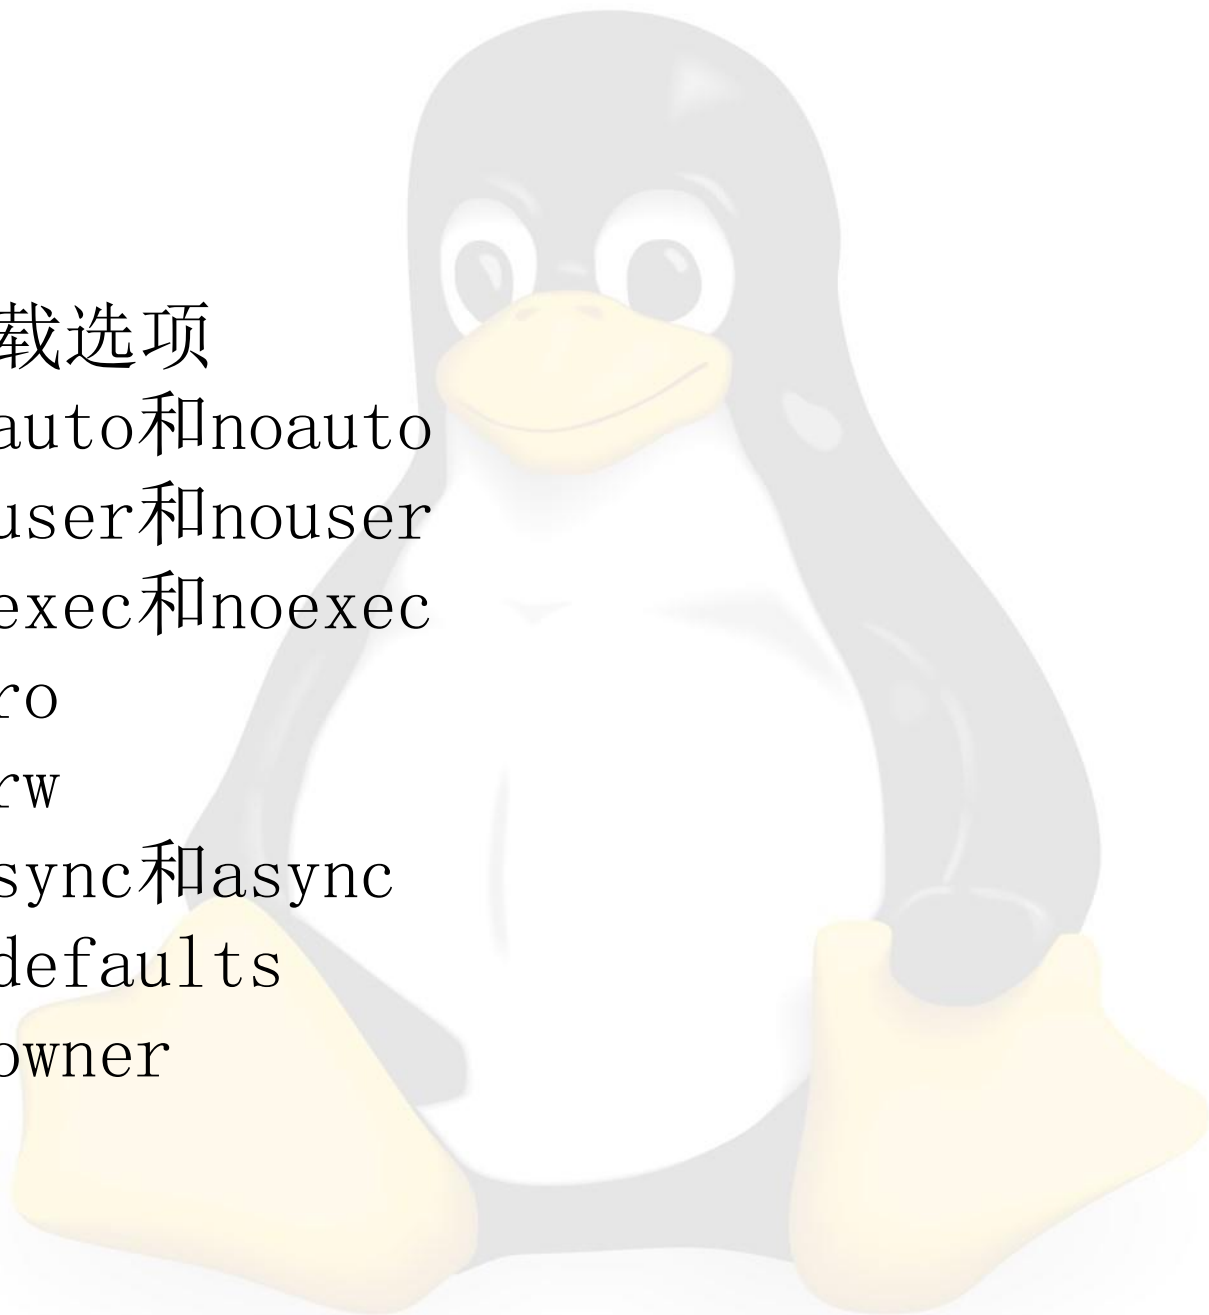 载选项
auto和noauto
user和nouser
exec和noexec
ro
rw
sync和async
defaults
owner